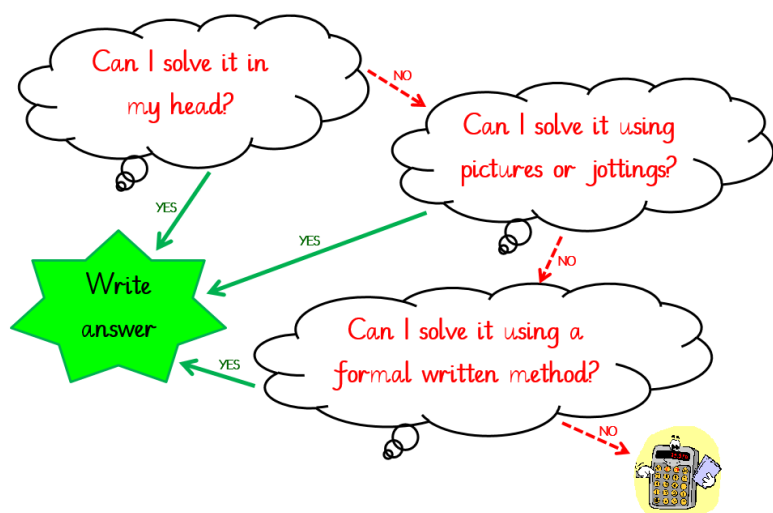 Can I solve it in
my head?
NO
Can I solve it using
pictures or jottings?
YES
YES
NO
Write
answer
Can I solve it using a
formal written method?
YES
NO